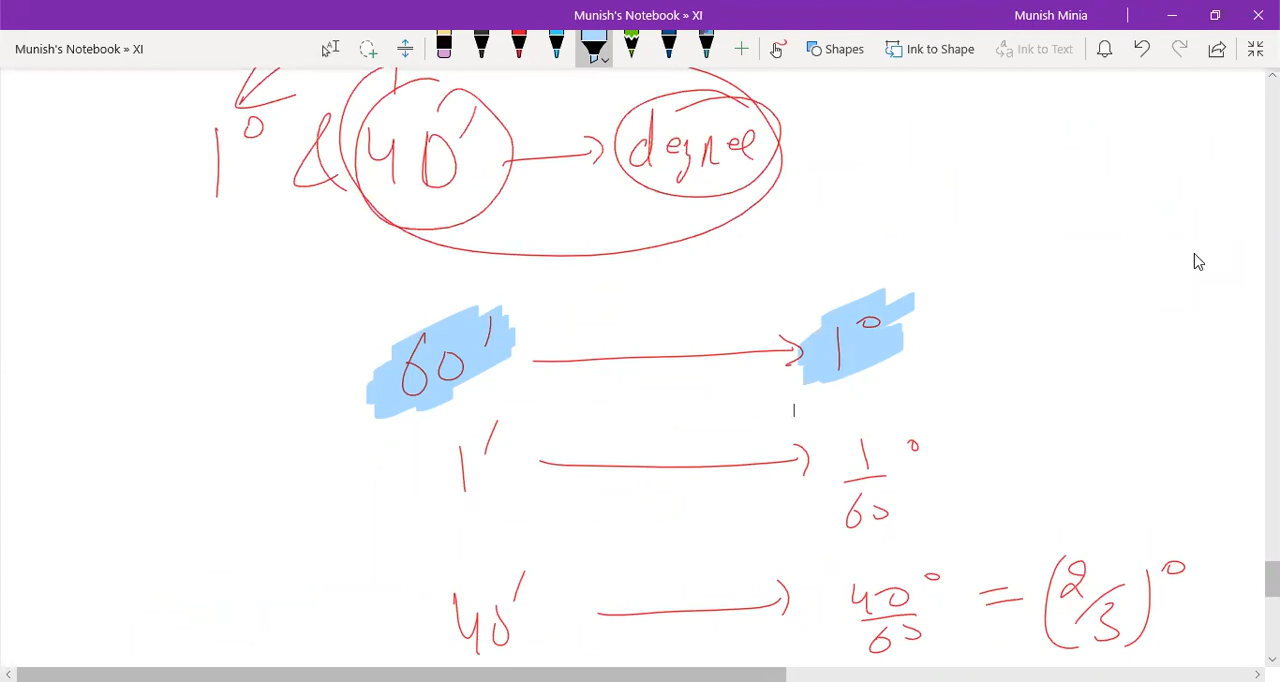 Munish's Notebook » XI
Munish Minia
Munish's Notebook » XI
Shapes
Ink to Shape
Ink to Text
1° & 40' → degree
60' → 1°
1' → 1/60°
40' → 40/60° = (2/3)°